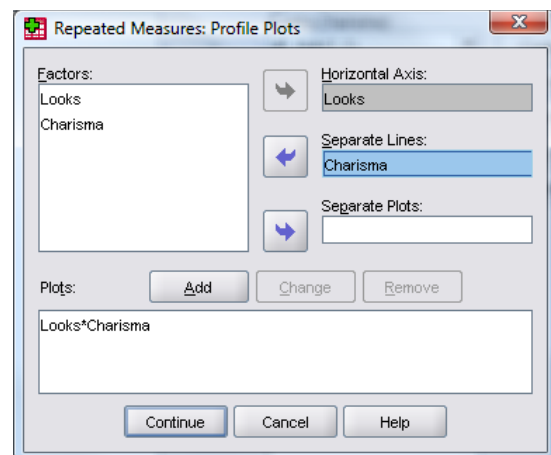 Repeated Measures: Profile Plots
Factors:
Looks
Charisma
Horizontal Axis:
Looks
Separate Lines:
Charisma
Separate Plots:
Plots:
Add
Change
Remove
Looks*Charisma
Continue
Cancel
Help